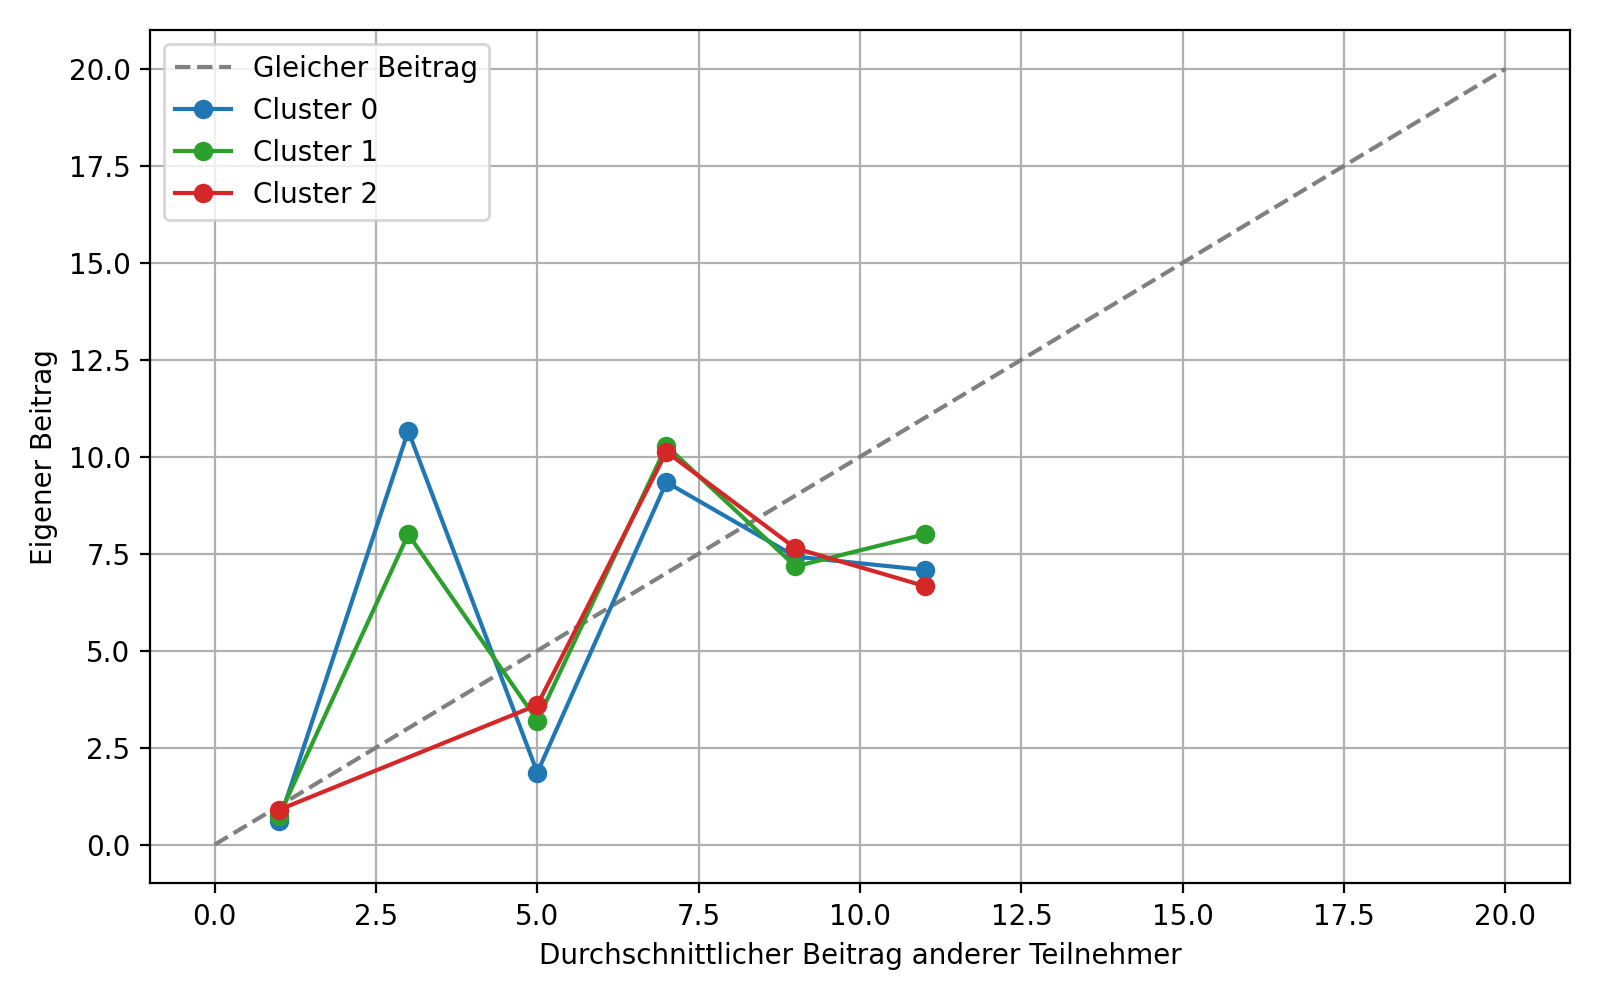 Gleicher Beitrag
Cluster 0
Cluster 1
Cluster 2
20.0
17.5
15.0
12.5
10.0
7.5
5.0
2.5
0.0
Eigener Beitrag
0.0 2.5 5.0 7.5 10.0 12.5 15.0 17.5 20.0
Durchschnittlicher Beitrag anderer Teilnehmer